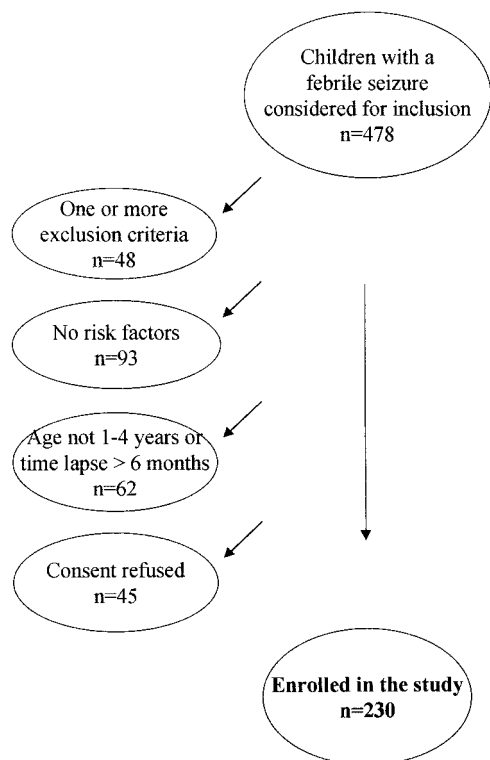 Children with a
febrile seizure
considered for inclusion
n=478
One or more
exclusion criteria
n=48
No risk factors
n=93
Age not 1-4 years or
time lapse > 6 months
n=62
Consent refused
n=45
Enrolled in the study
n=230